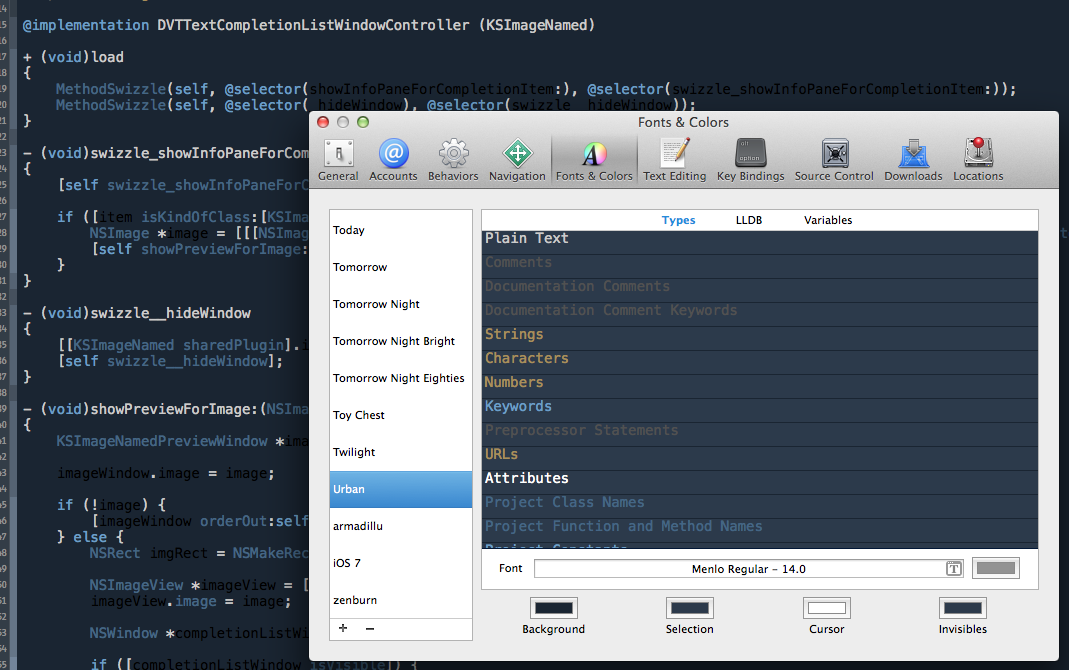 @implementation DVTTextCompletionListWindowController (KSImageNamed)
+ (void)load
{
MethodSwizzle(self, @selector(showInfoPaneForCompletionItem:), @selector(swizzle_showInfoPaneForCompletionItem:));
MethodSwizzle(self, @selector(_hideWindow), @selector(swizzle__hideWindow));
}
- (void)swizzle_showInfoPaneForCom
{
[self swizzle_showInfoPaneForC
if ([item isKindOfClass:[KSIma
NSImage *image = [[[NSImag
[self showPreviewForImage:
}
}
- (void)swizzle__hideWindow
{
[[KSImageNamed sharedPlugin].i
[self swizzle__hideWindow];
}
- (void)showPreviewForImage:(NSIma
{
KSImageNamedPreviewWindow *ima
imageWindow.image = image;
if (!image) {
[imageWindow orderOut:self
} else {
NSRect imgRect = NSMakeRec
NSImageView *imageView = [
imageView.image = image;
NSWindow *completionListWi
if ([completionListWindow isVisible]) {
Fonts & Colors
General Accounts Behaviors Navigation Fonts & Colors Text Editing Key Bindings Source Control Downloads Locations
Today
Tomorrow
Tomorrow Night
Tomorrow Night Bright
Tomorrow Night Eighties
Toy Chest
Twilight
Urban
armadillu
iOS 7
zenburn
+ −
Types LLDB Variables
Plain Text
Comments
Documentation Comments
Documentation Comment Keywords
Strings
Characters
Numbers
Keywords
Preprocessor Statements
URLs
Attributes
Project Class Names
Project Function and Method Names
Project Constants
Font Menlo Regular - 14.0
Background Selection Cursor Invisibles